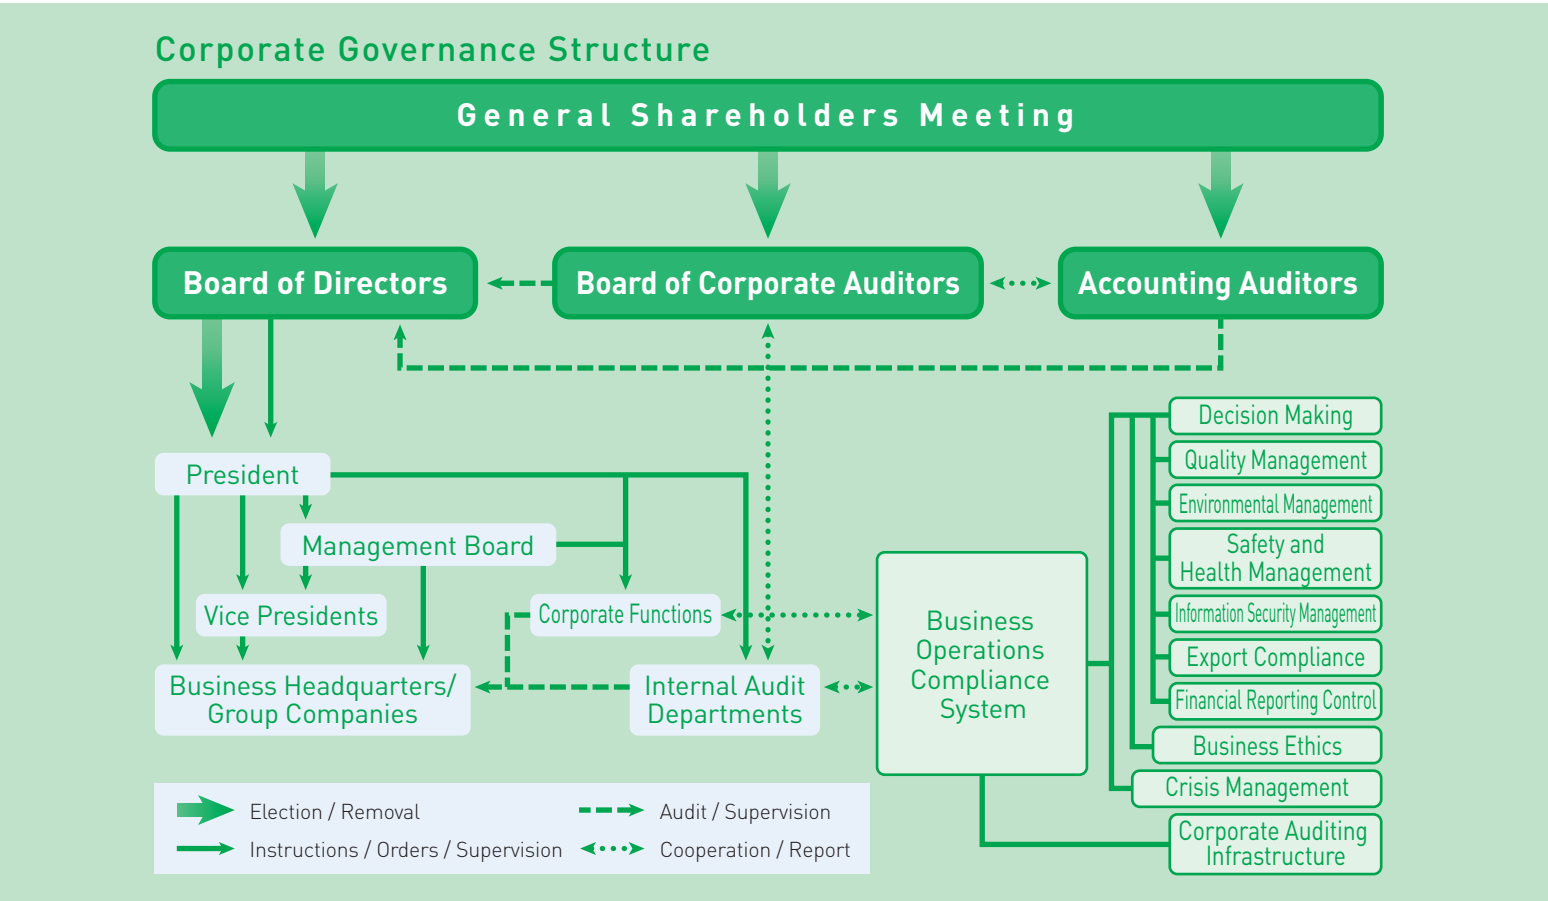 Corporate Governance Structure
General Shareholders Meeting
Board of Directors
Board of Corporate Auditors
Accounting Auditors
President
Management Board
Vice Presidents
Corporate Functions
Business Headquarters/
Group Companies
Internal Audit
Departments
Business
Operations
Compliance
System
Decision Making
Quality Management
Environmental Management
Safety and
Health Management
Information Security Management
Export Compliance
Financial Reporting Control
Business Ethics
Crisis Management
Corporate Auditing
Infrastructure
Election / Removal
Audit / Supervision
Instructions / Orders / Supervision
Cooperation / Report